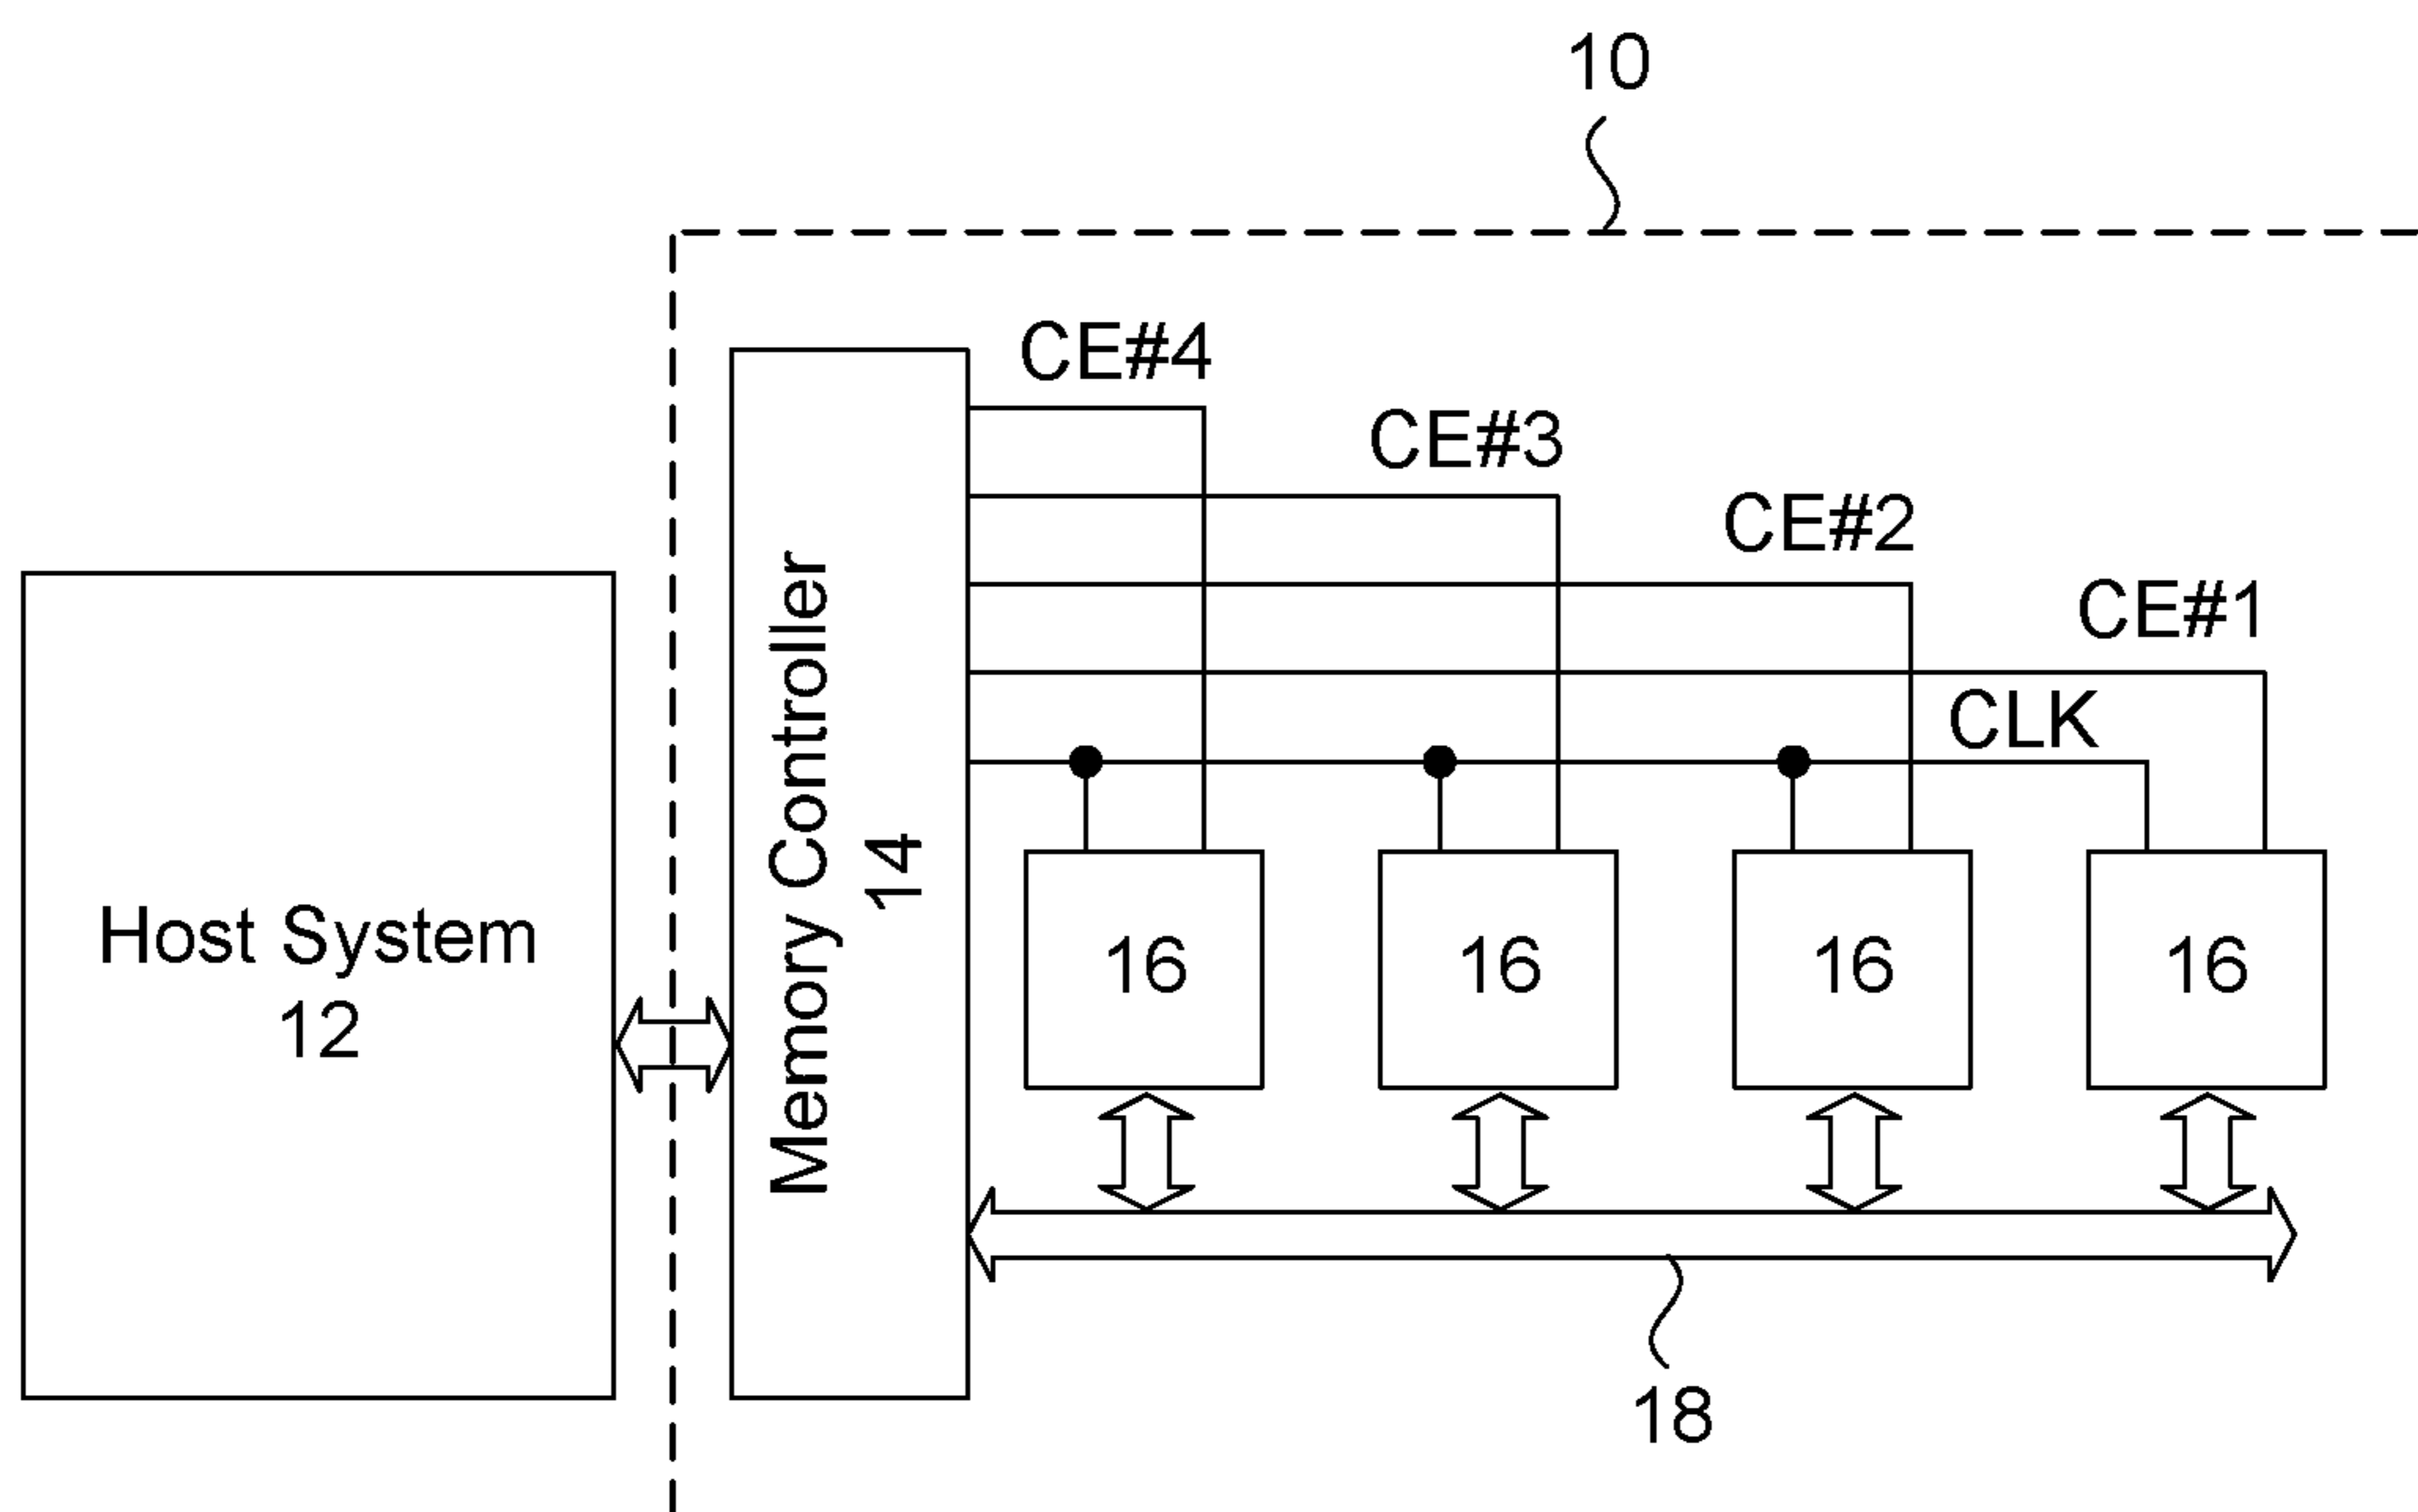 10
CE#4
CE#3
CE#2
CE#1
CLK
Memory Controller
14
Host System
12
16
16
16
16
18